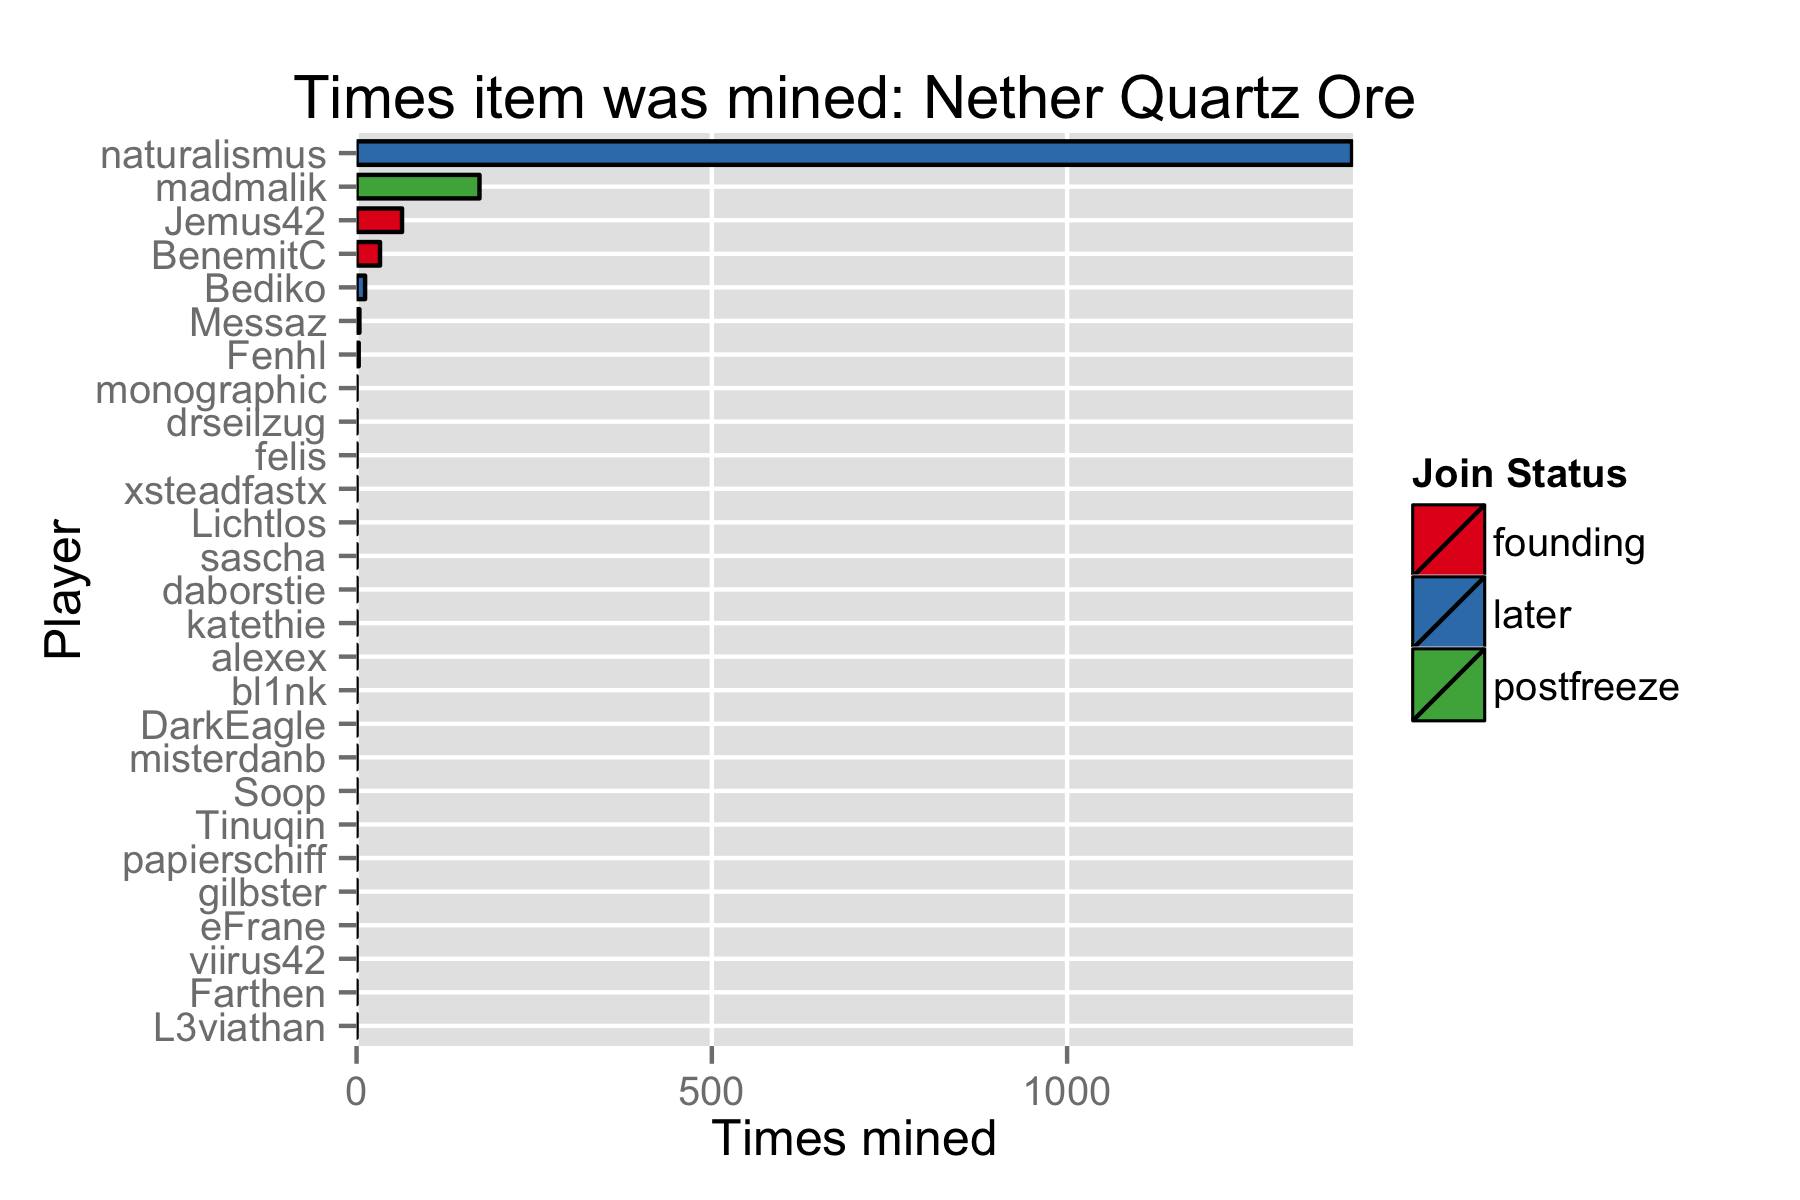 Times item was mined: Nether Quartz Ore
naturalismus
madmalik
Jemus42
BenemitC
Bediko
Messaz
Fenhl
monographic
drseilzug
felis
xsteadfastx
Lichtlos
sascha
daborstie
katethie
alexex
bl1nk
DarkEagle
misterdanb
Soop
Tinuqin
papierschiff
gilbster
eFrane
viirus42
Farthen
L3viathan
Player
0 500 1000
Times mined
Join Status
founding
later
postfreeze